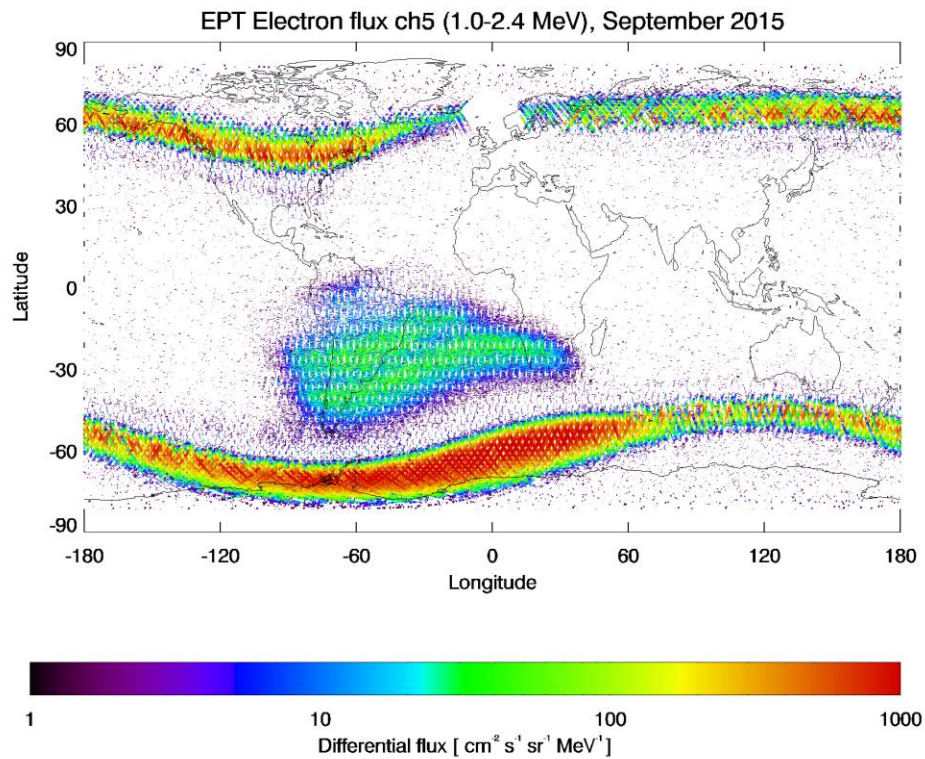 EPT Electron flux ch5 (1.0-2.4 MeV), September 2015
90
60
30
0
-30
-60
-90
Latitude
-180 -120 -60 0 60 120 180
Longitude
1 10 100 1000
Differential flux [ cm⁻² s⁻¹ sr⁻¹ MeV⁻¹]